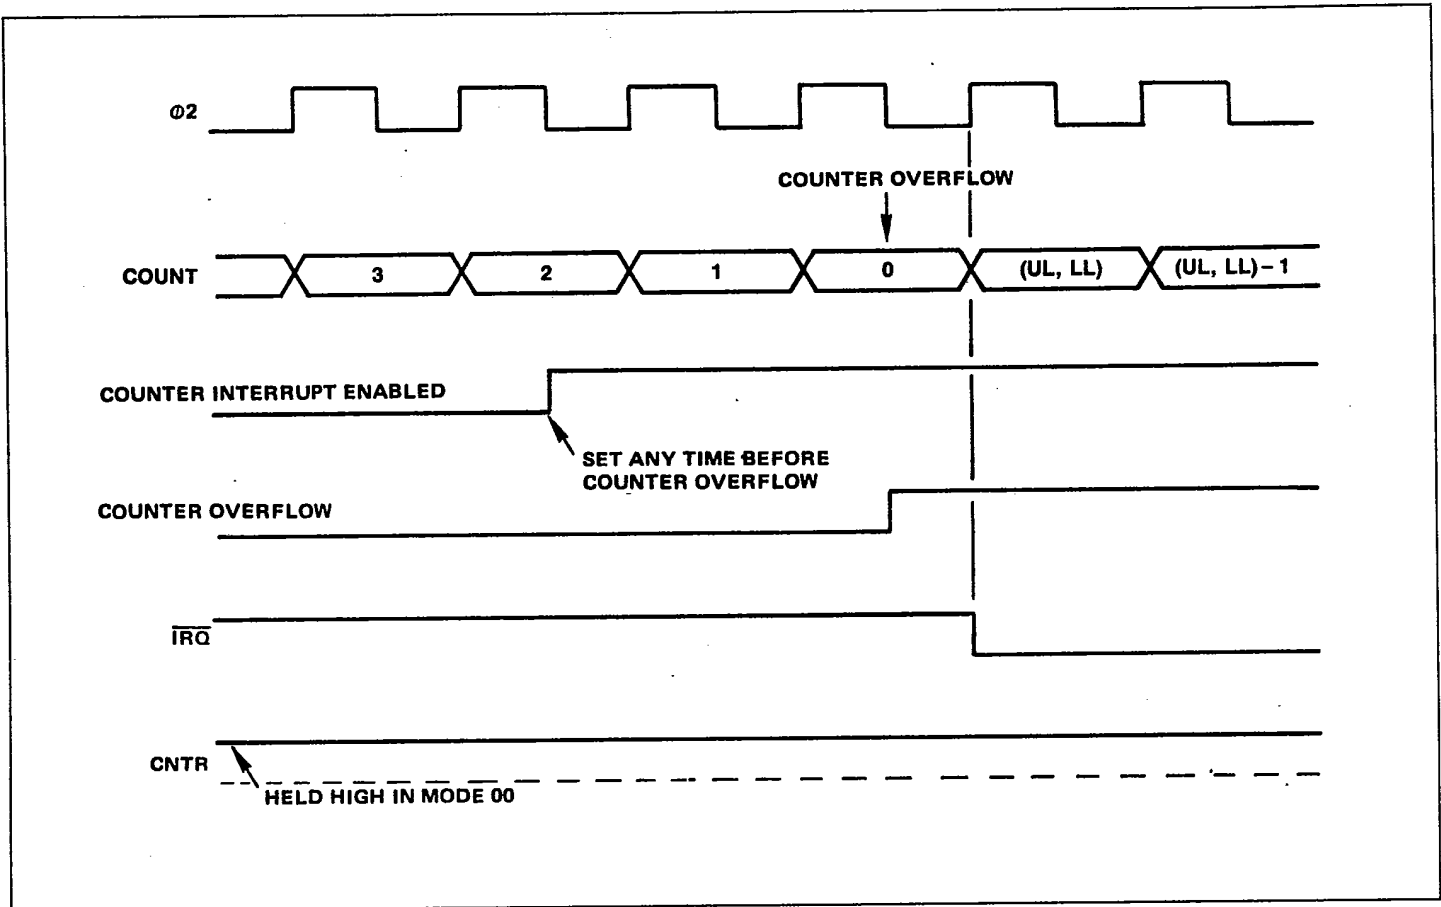 Φ2
COUNTER OVERFLOW
COUNT 3 2 1 0 (UL, LL) (UL, LL) – 1
COUNTER INTERRUPT ENABLED
SET ANY TIME BEFORE
COUNTER OVERFLOW
COUNTER OVERFLOW
IRQ
CNTR
HELD HIGH IN MODE 00